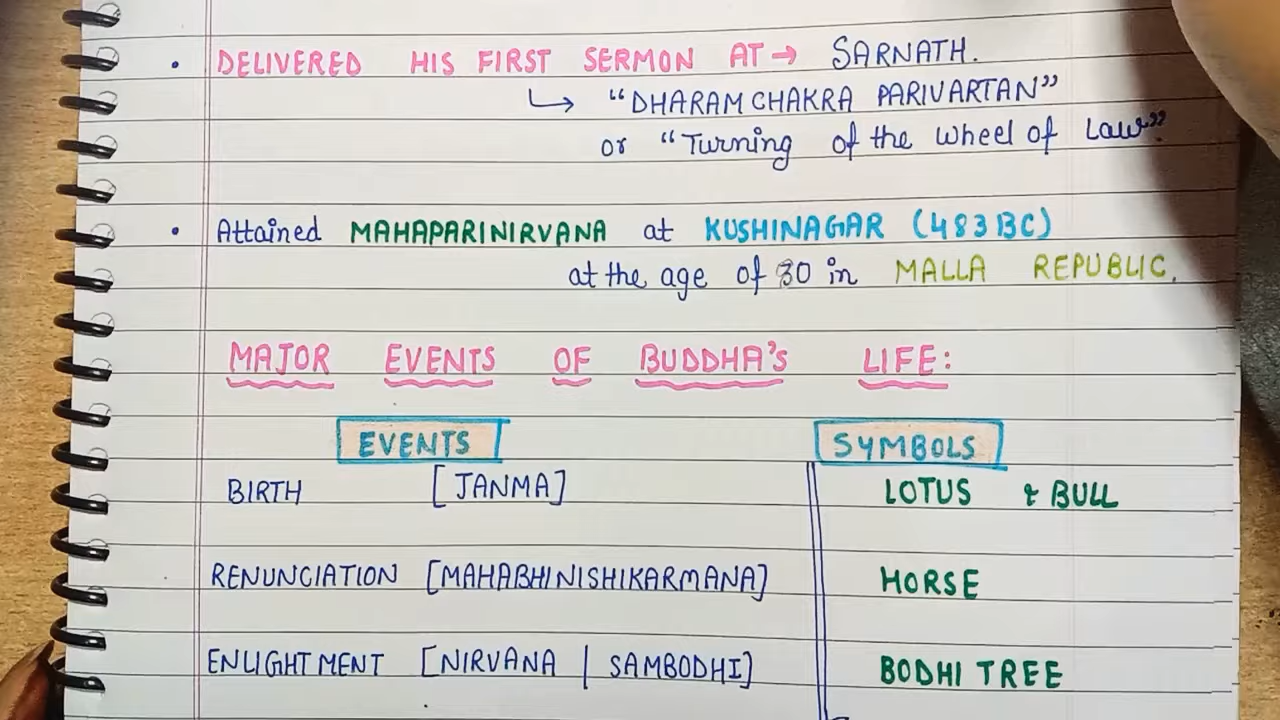 • DELIVERED HIS FIRST SERMON AT → SARNATH.
↳ "DHARAM CHAKRA PARIVARTAN"
or "Turning of the wheel of Law".
• Attained MAHAPARINIRVANA at KUSHINAGAR (483 BC)
at the age of 80 in MALLA REPUBLIC.
MAJOR EVENTS OF BUDDHA's LIFE:
EVENTS SYMBOLS
BIRTH [JANMA] LOTUS & BULL
RENUNCIATION [MAHABHINISHIKARMANA] HORSE
ENLIGHTMENT [NIRVANA | SAMBODHI] BODHI TREE